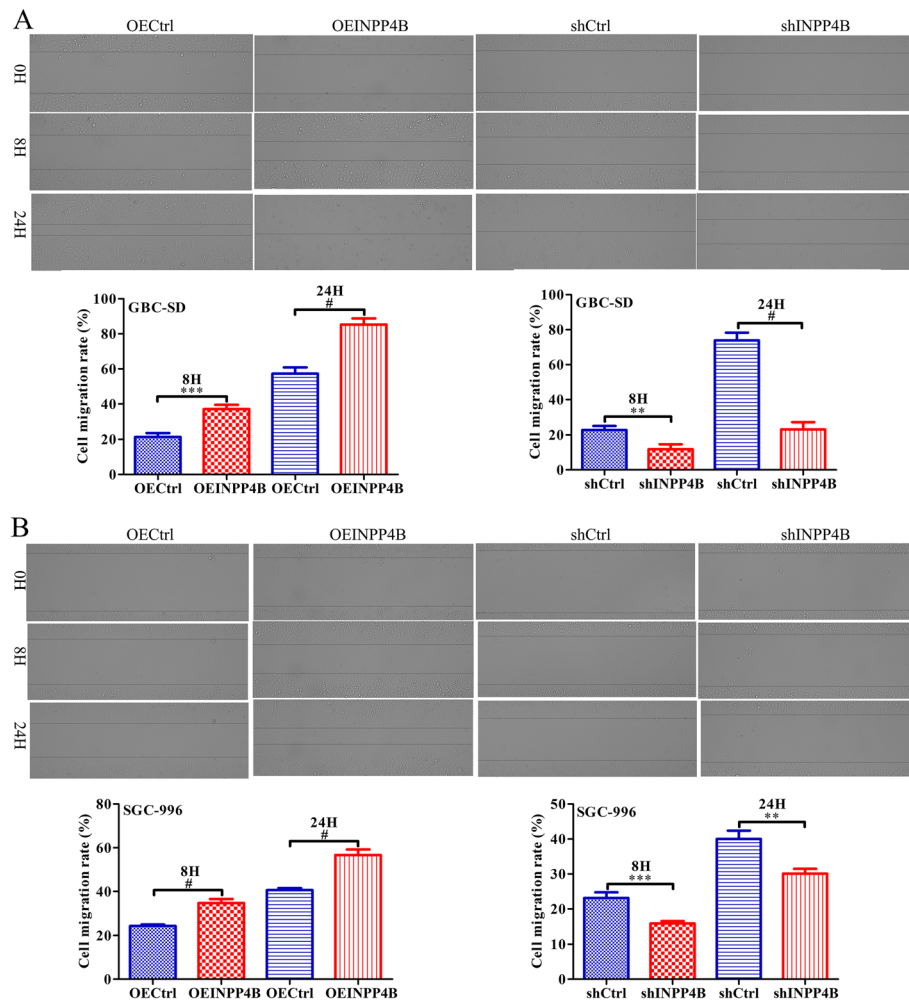 A
OECtrl OEINPP4B shCtrl shINPP4B
0H
8H
24H
GBC-SD
Cell migration rate (%)
100
80
60
40
20
0
8H
***
24H
#
OECtrl OEINPP4B OECtrl OEINPP4B
GBC-SD
Cell migration rate (%)
100
80
60
40
20
0
8H
**
24H
#
shCtrl shINPP4B shCtrl shINPP4B
B
OECtrl OEINPP4B shCtrl shINPP4B
0H
8H
24H
SGC-996
Cell migration rate (%)
80
60
40
20
0
8H
#
24H
#
OECtrl OEINPP4B OECtrl OEINPP4B
SGC-996
Cell migration rate (%)
50
40
30
20
10
0
8H
***
24H
**
shCtrl shINPP4B shCtrl shINPP4B